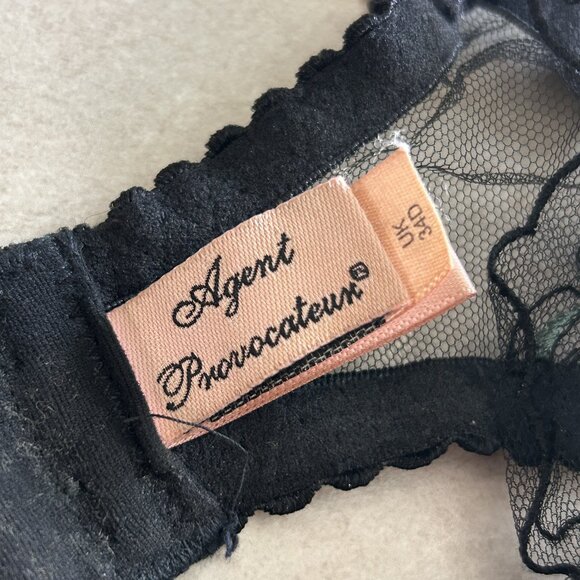 Agent
Provocateur®
UK
34D